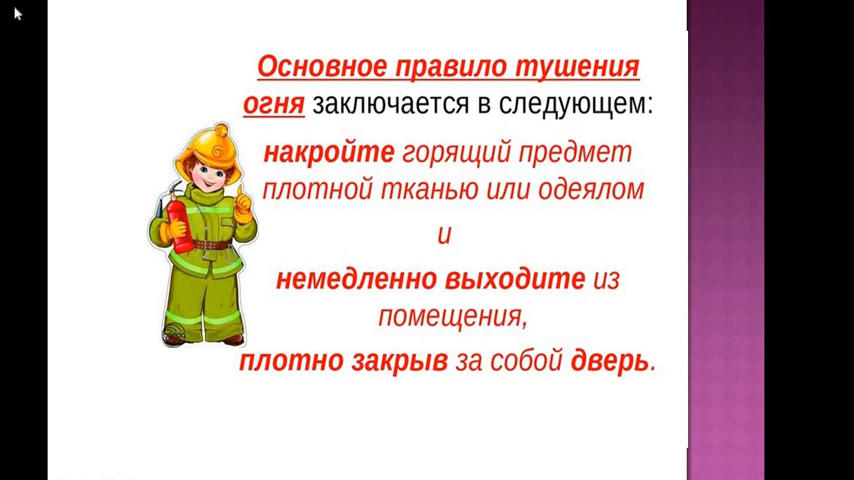 Основное правило тушения
огня заключается в следующем:
накройте горящий предмет
плотной тканью или одеялом
и
немедленно выходите из
помещения,
плотно закрыв за собой дверь.